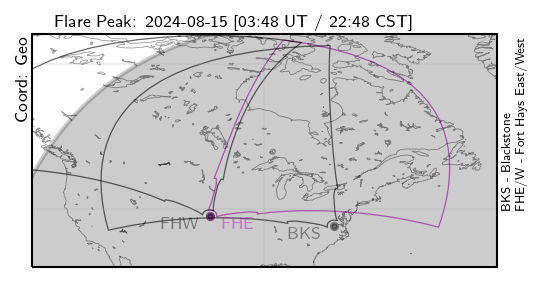 Flare Peak: 2024-08-15 [03:48 UT / 22:48 CST]
Coord: Geo
FHW
FHE
BKS
BKS - Blackstone
FHE/W - Fort Hays East/West